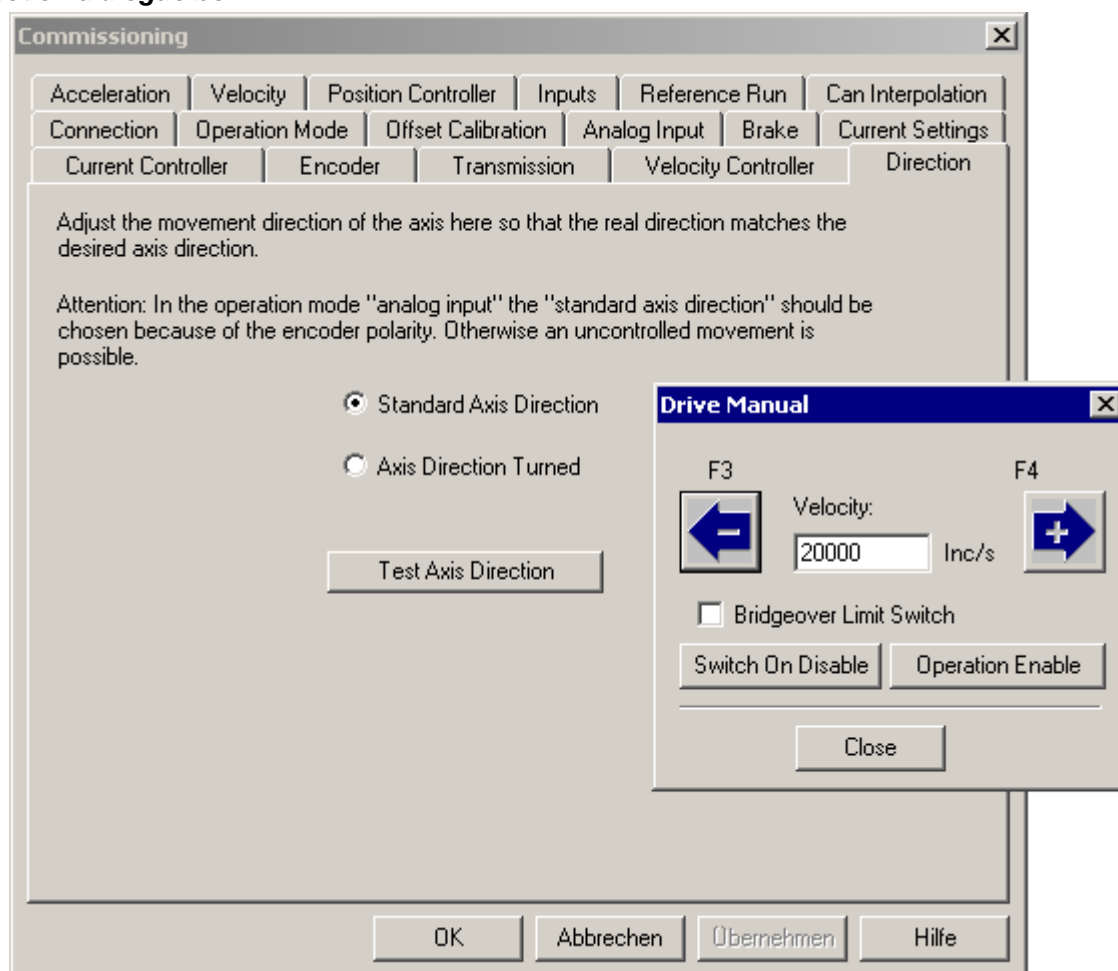 Commissioning
Acceleration Velocity Position Controller Inputs Reference Run Can Interpolation
Connection Operation Mode Offset Calibration Analog Input Brake Current Settings
Current Controller Encoder Transmission Velocity Controller Direction
Adjust the movement direction of the axis here so that the real direction matches the
desired axis direction.
Attention: In the operation mode "analog input" the "standard axis direction" should be
chosen because of the encoder polarity. Otherwise an uncontrolled movement is
possible.
Standard Axis Direction
Axis Direction Turned
Test Axis Direction
Drive Manual
F3 F4
Velocity:
20000 Inc/s
Bridgeover Limit Switch
Switch On Disable Operation Enable
Close
OK Abbrechen Übernehmen Hilfe